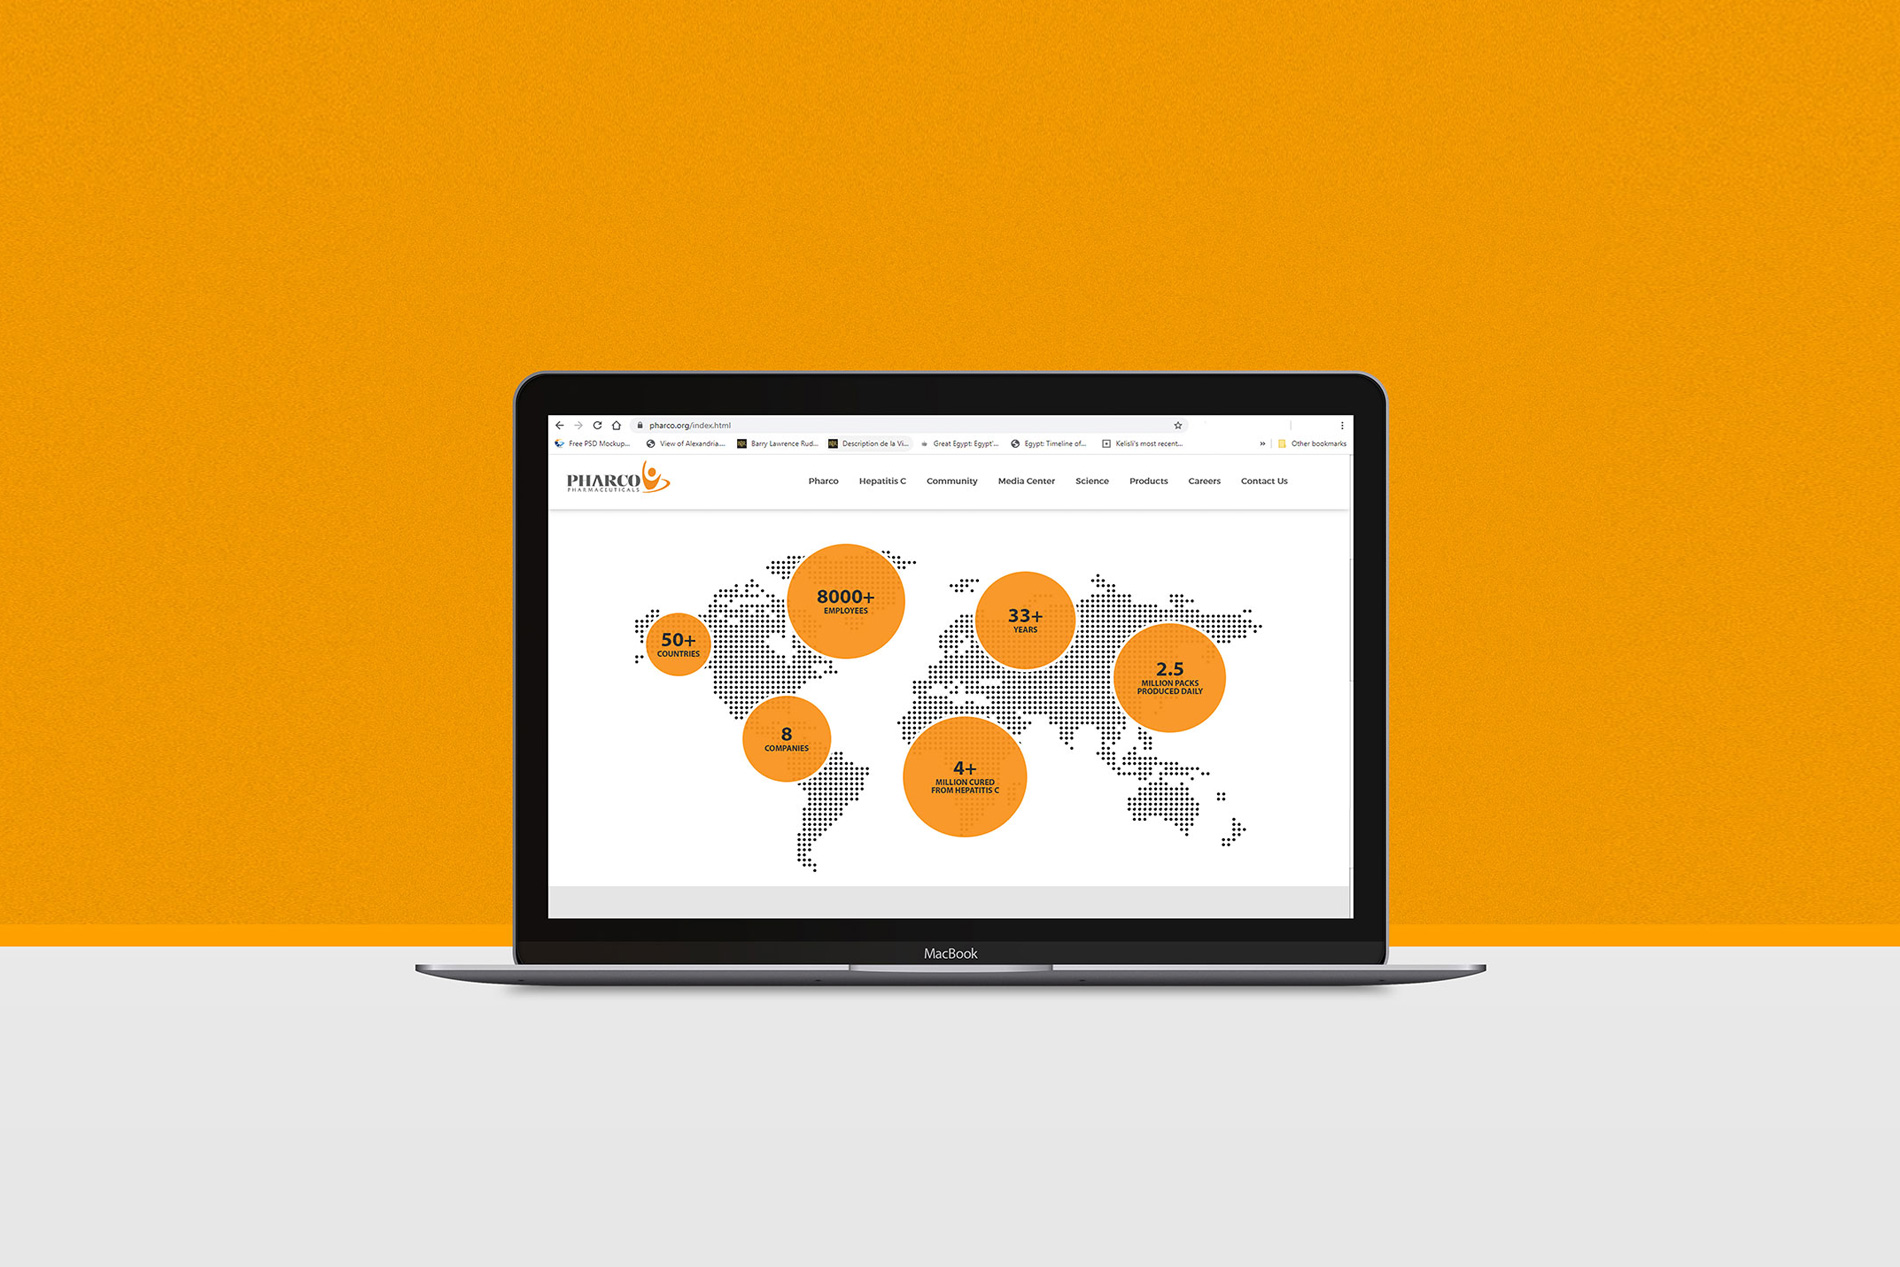 pharco.org/index.html
Free PSD Mockup... View of Alexandria... Barry Lawrence Rud... Description de la Vi... Great Egypt: Egypt'... Egypt: Timeline of... Kelisli's most recent... » Other bookmarks
PHARCO
PHARMACEUTICALS
Pharco Hepatitis C Community Media Center Science Products Careers Contact Us
8000+
EMPLOYEES
33+
YEARS
50+
COUNTRIES
2.5
MILLION PACKS
PRODUCED DAILY
8
COMPANIES
4+
MILLION CURED
FROM HEPATITIS C
MacBook